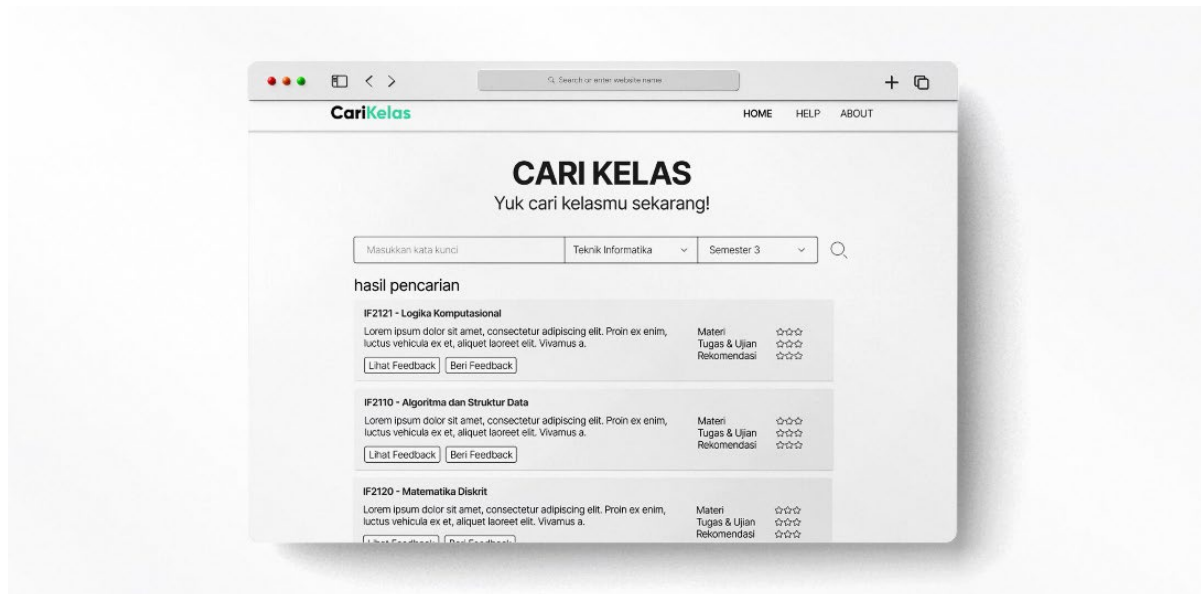 Search or enter website name
CariKelas
HOME HELP ABOUT
CARI KELAS
Yuk cari kelasmu sekarang!
Masukkan kata kunci Teknik Informatika Semester 3
hasil pencarian
IF2121 - Logika Komputasional
Lorem ipsum dolor sit amet, consectetur adipiscing elit. Proin ex enim,
luctus vehicula ex et, aliquet laoreet elit. Vivamus a.
Materi
Tugas & Ujian
Rekomendasi
Lihat Feedback Beri Feedback
IF2110 - Algoritma dan Struktur Data
Lorem ipsum dolor sit amet, consectetur adipiscing elit. Proin ex enim,
luctus vehicula ex et, aliquet laoreet elit. Vivamus a.
Materi
Tugas & Ujian
Rekomendasi
Lihat Feedback Beri Feedback
IF2120 - Matematika Diskrit
Lorem ipsum dolor sit amet, consectetur adipiscing elit. Proin ex enim,
luctus vehicula ex et, aliquet laoreet elit. Vivamus a.
Materi
Tugas & Ujian
Rekomendasi
Lihat Feedback Beri Feedback